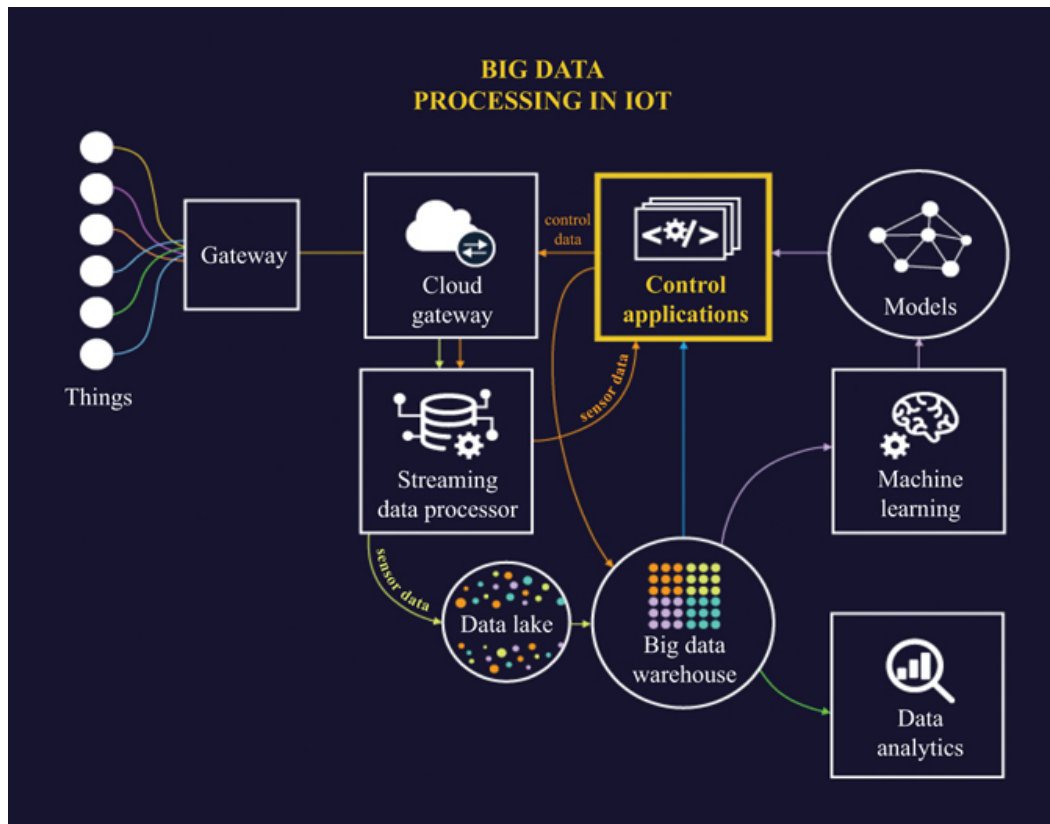 BIG DATA
PROCESSING IN IOT
Things
Gateway
Cloud
gateway
control
data
</>
Control
applications
Models
Streaming
data processor
sensor data
Machine
learning
sensor data
Data lake
Big data
warehouse
Data
analytics